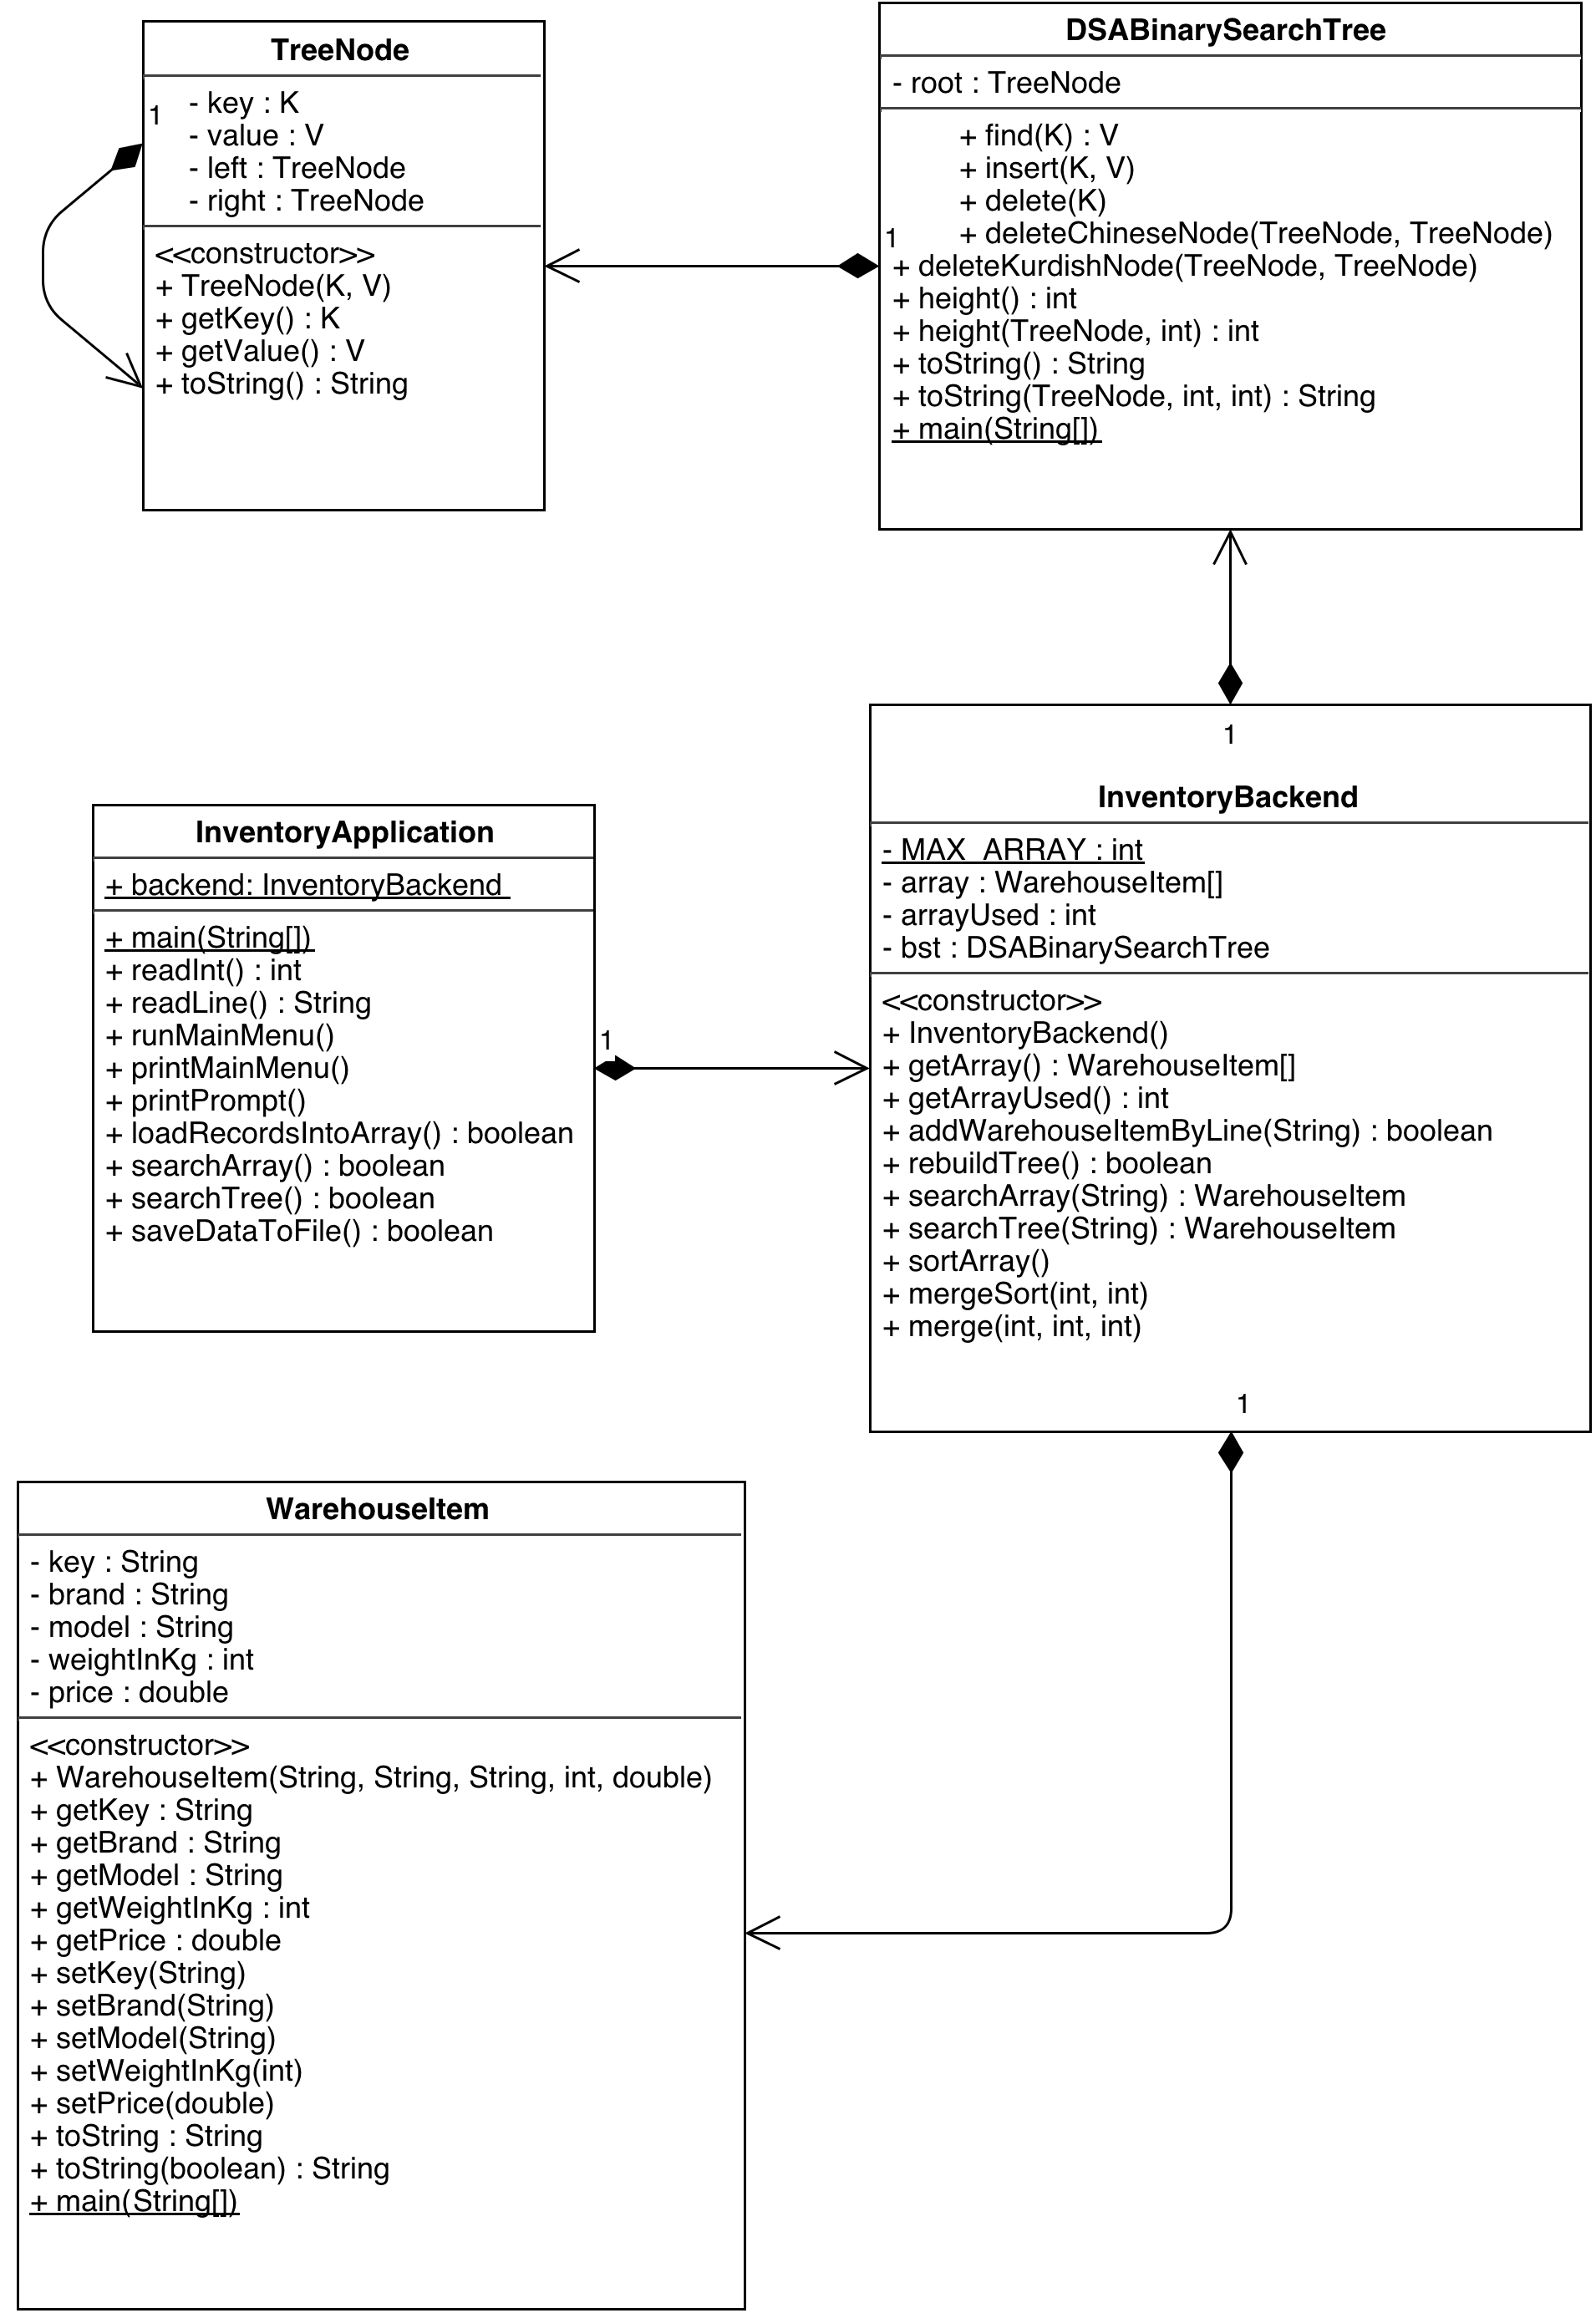 TreeNode
1
- key : K
- value : V
- left : TreeNode
- right : TreeNode
<<constructor>>
+ TreeNode(K, V)
+ getKey() : K
+ getValue() : V
+ toString() : String
DSABinarySearchTree
- root : TreeNode
+ find(K) : V
+ insert(K, V)
+ delete(K)
1
+ deleteChineseNode(TreeNode, TreeNode)
+ deleteKurdishNode(TreeNode, TreeNode)
+ height() : int
+ height(TreeNode, int) : int
+ toString() : String
+ toString(TreeNode, int, int) : String
+ main(String[])
InventoryApplication
+ backend: InventoryBackend
+ main(String[])
+ readInt() : int
+ readLine() : String
+ runMainMenu()
+ printMainMenu()
+ printPrompt()
+ loadRecordsIntoArray() : boolean
+ searchArray() : boolean
+ searchTree() : boolean
+ saveDataToFile() : boolean
1
1
InventoryBackend
- MAX_ARRAY : int
- array : WarehouseItem[]
- arrayUsed : int
- bst : DSABinarySearchTree
<<constructor>>
+ InventoryBackend()
+ getArray() : WarehouseItem[]
+ getArrayUsed() : int
+ addWarehouseItemByLine(String) : boolean
+ rebuildTree() : boolean
+ searchArray(String) : WarehouseItem
+ searchTree(String) : WarehouseItem
+ sortArray()
+ mergeSort(int, int)
+ merge(int, int, int)
1
WarehouseItem
- key : String
- brand : String
- model : String
- weightInKg : int
- price : double
<<constructor>>
+ WarehouseItem(String, String, String, int, double)
+ getKey : String
+ getBrand : String
+ getModel : String
+ getWeightInKg : int
+ getPrice : double
+ setKey(String)
+ setBrand(String)
+ setModel(String)
+ setWeightInKg(int)
+ setPrice(double)
+ toString : String
+ toString(boolean) : String
+ main(String[])